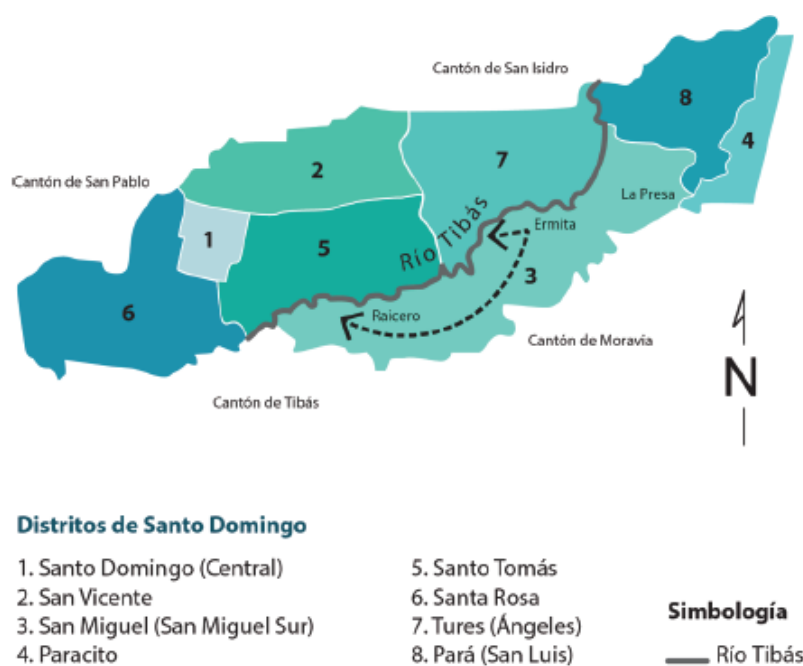 Cantón de San Isidro
8
4
7
2
Cantón de San Pablo
La Presa
1
5
Río Tibás
Ermita
3
6
Raicero
Cantón de Moravia
N
Cantón de Tibás
Distritos de Santo Domingo
1. Santo Domingo (Central)
2. San Vicente
3. San Miguel (San Miguel Sur)
4. Paracito
5. Santo Tomás
6. Santa Rosa
7. Tures (Ángeles)
8. Pará (San Luis)
Simbología
Río Tibás